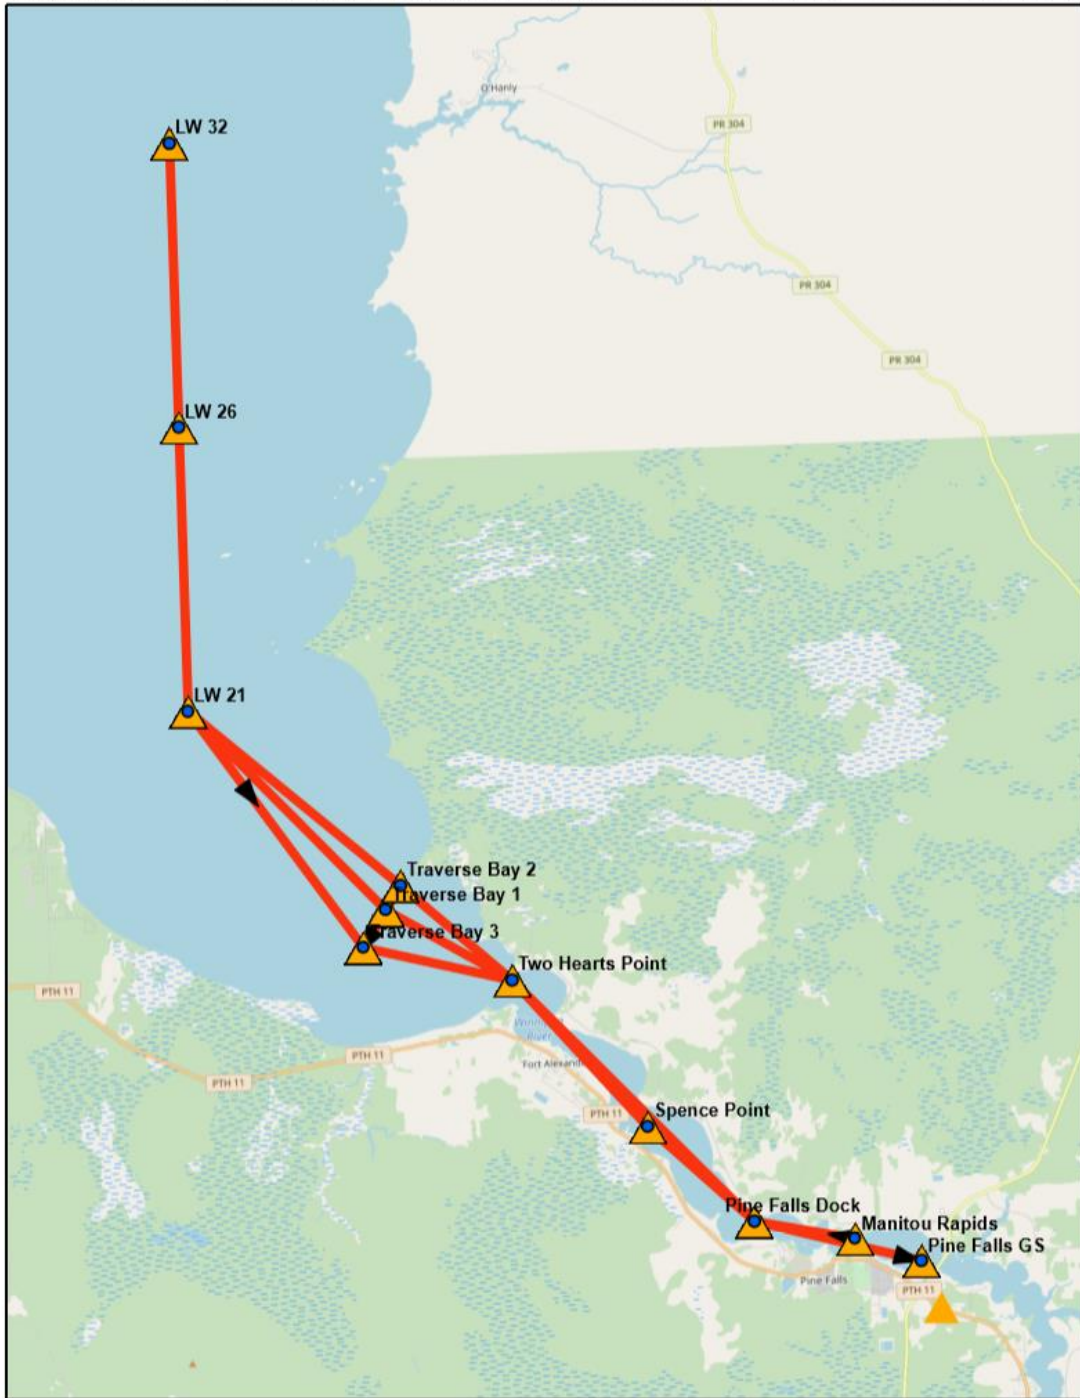 O'Hanly
LW 32
PR 304
PR 304
PR 304
LW 26
LW 21
Traverse Bay 2
Traverse Bay 1
Traverse Bay 3
Two Hearts Point
PTH 11
River
PTH 11
Fort Alexand
PTH 11
PTH 11
Spence Point
Pine Falls Dock
Manitou Rapids
Pine Falls GS
Pine Falls
PTH 11